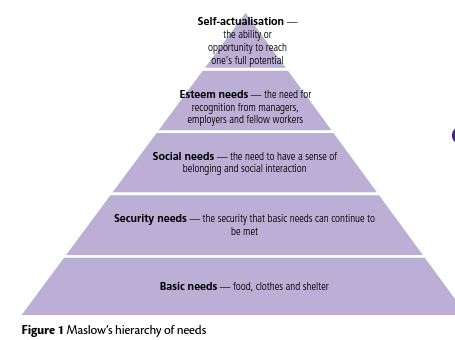 Self-actualisation —
the ability or
opportunity to reach
one's full potential
Esteem needs — the need for
recognition from managers,
employers and fellow workers
Social needs — the need to have a sense of
belonging and social interaction
Security needs — the security that basic needs can continue to
be met
Basic needs — food, clothes and shelter
Figure 1 Maslow's hierarchy of needs